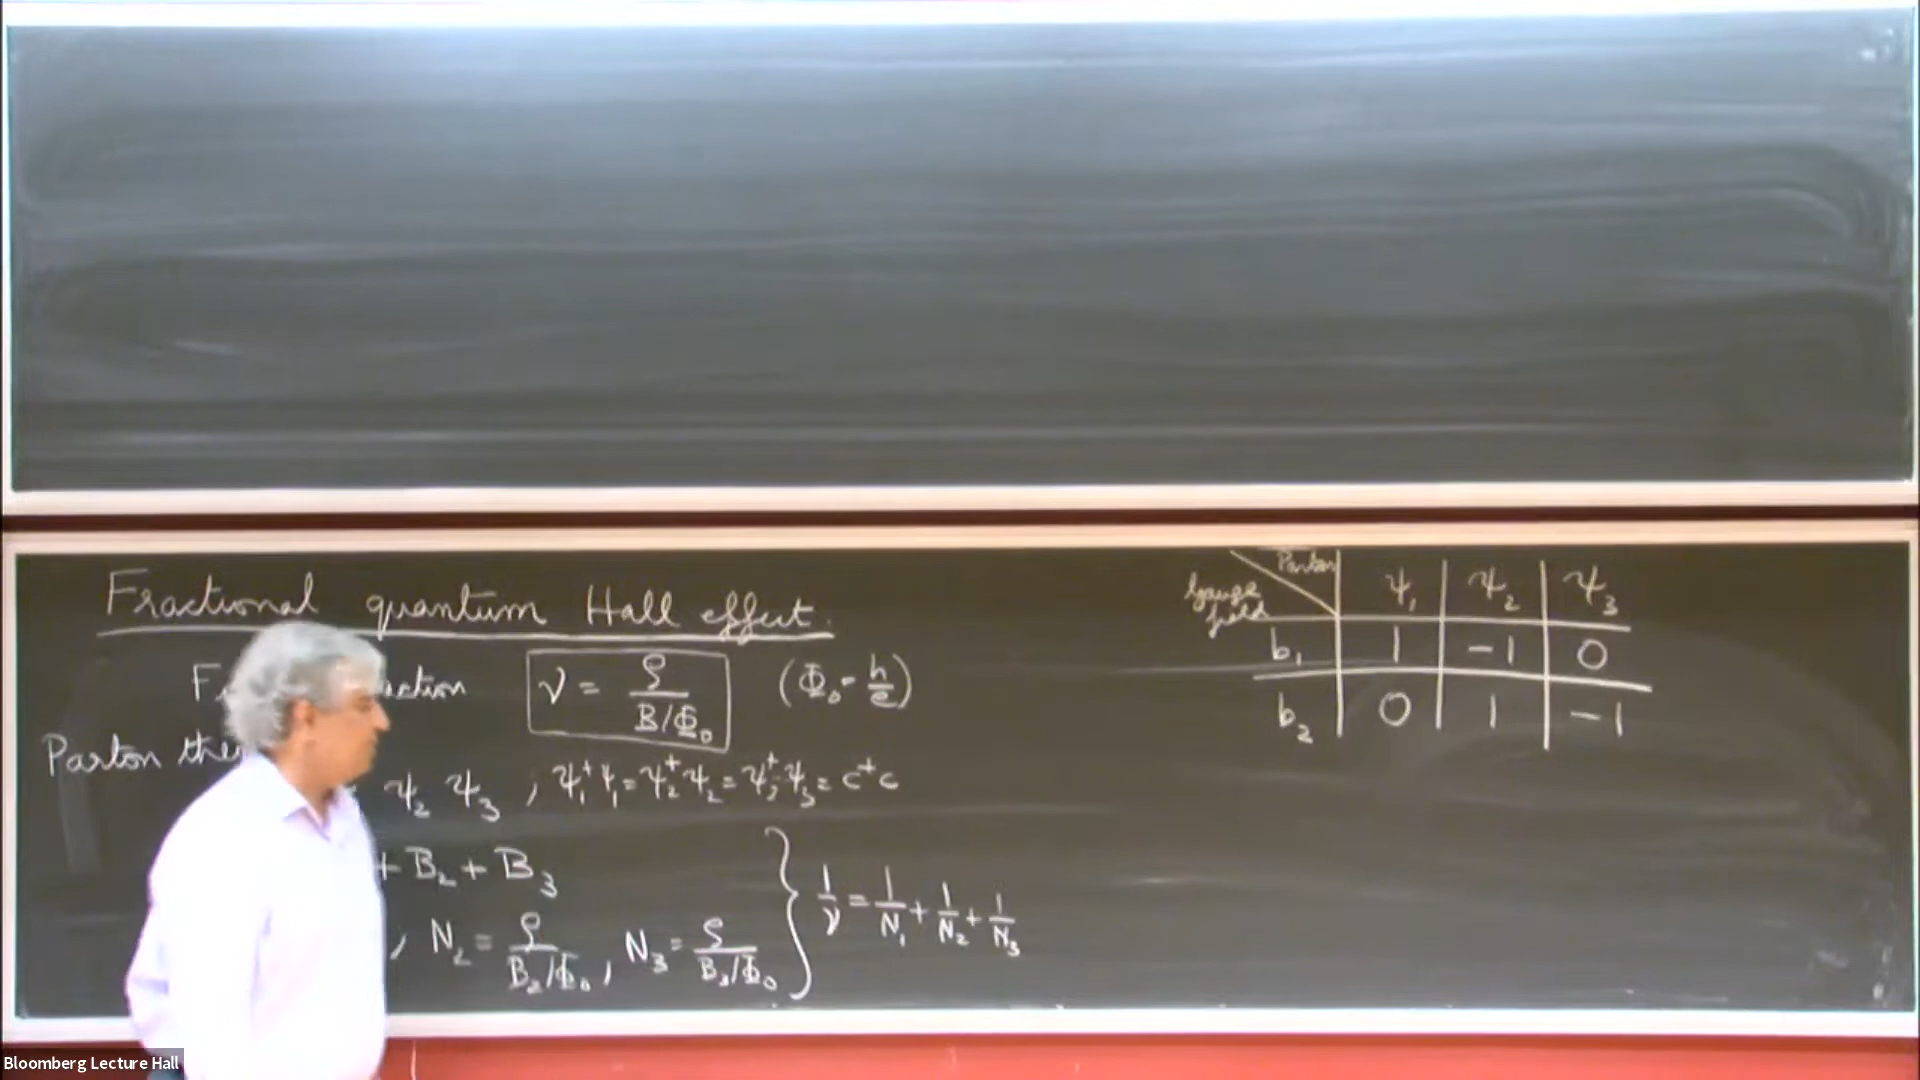 Fractional quantum Hall effect.
ν = ρ / (B/Φ₀) (Φ₀ = h/e)
Parton
ψ₂ ψ₃ , ψ₁⁺ψ₁ = ψ₂⁺ψ₂ = ψ₃⁺ψ₃ = c⁺c
+ B₂ + B₃
, N₂ = ρ / (B₂/Φ₀) , N₃ = ρ / (B₃/Φ₀) } 1/ν = 1/N₁ + 1/N₂ + 1/N₃
Parton ψ₁ ψ₂ ψ₃
Gauge field
b₁ 1 -1 0
b₂ 0 1 -1
Bloomberg Lecture Hall